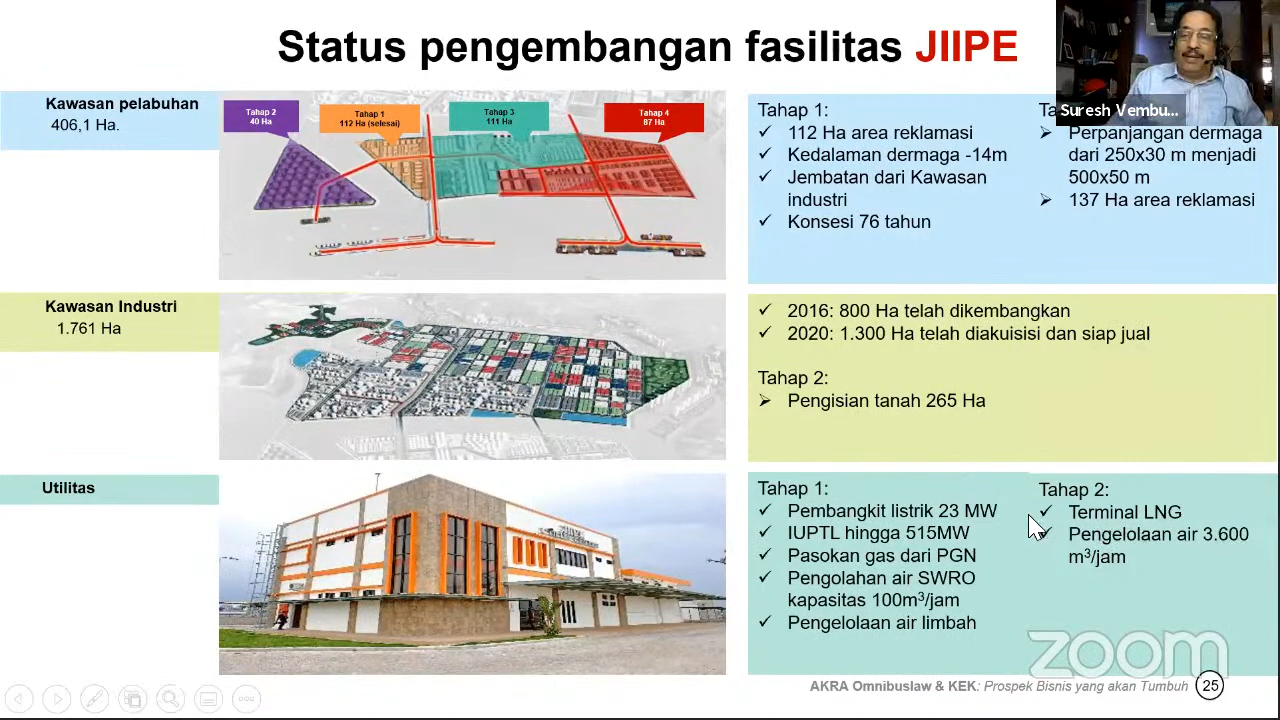 Status pengembangan fasilitas JIIPE
Suresh Vembu...
Kawasan pelabuhan
406,1 Ha.
Tahap 2
40 Ha
Tahap 1
112 Ha (selesai)
Tahap 3
111 Ha
Tahap 4
87 Ha
Tahap 1:
✓ 112 Ha area reklamasi
✓ Kedalaman dermaga -14m
✓ Jembatan dari Kawasan
industri
✓ Konsesi 76 tahun
➢ Perpanjangan dermaga
dari 250x30 m menjadi
500x50 m
➢ 137 Ha area reklamasi
Kawasan Industri
1.761 Ha
✓ 2016: 800 Ha telah dikembangkan
✓ 2020: 1.300 Ha telah diakuisisi dan siap jual
Tahap 2:
➢ Pengisian tanah 265 Ha
Utilitas
Tahap 1:
✓ Pembangkit listrik 23 MW
✓ IUPTL hingga 515MW
✓ Pasokan gas dari PGN
✓ Pengolahan air SWRO
kapasitas 100m³/jam
✓ Pengelolaan air limbah
Tahap 2:
✓ Terminal LNG
✓ Pengelolaan air 3.600
m³/jam
zoom
AKRA Omnibuslaw & KEK: Prospek Bisnis yang akan Tumbuh 25